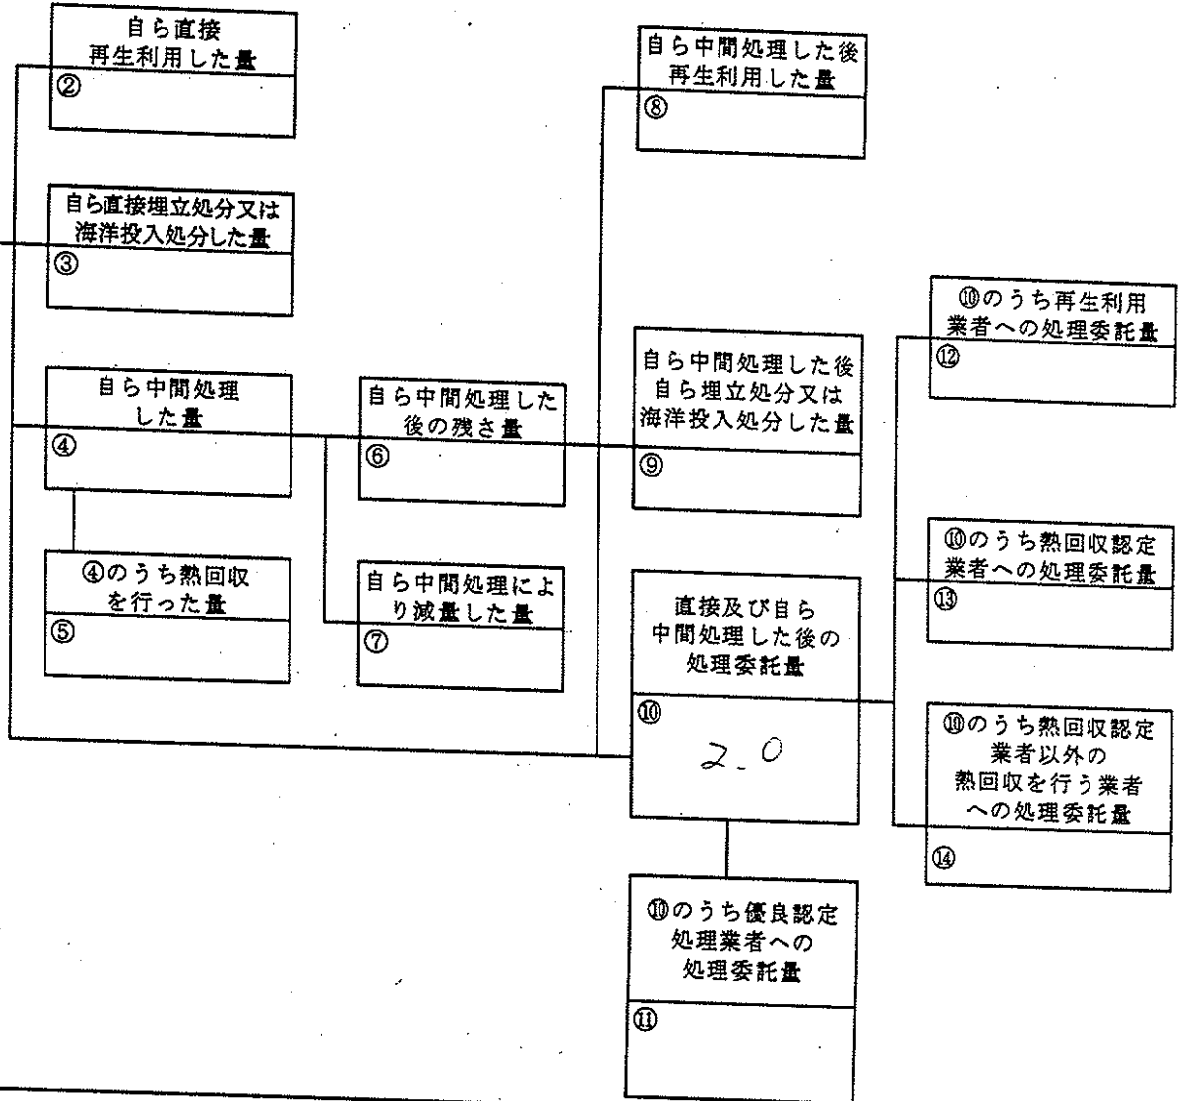 自ら直接
再生利用した量
②
自ら直接埋立処分又は
海洋投入処分した量
③
自ら中間処理
した量
④
④のうち熱回収
を行った量
⑤
自ら中間処理した
後の残さ量
⑥
自ら中間処理によ
り減量した量
⑦
自ら中間処理した後
再生利用した量
⑧
自ら中間処理した後
自ら埋立処分又は
海洋投入処分した量
⑨
直接及び自ら
中間処理した後の
処理委託量
⑩
2.0
⑩のうち優良認定
処理業者への
処理委託量
⑪
⑩のうち再生利用
業者への処理委託量
⑫
⑩のうち熱回収認定
業者への処理委託量
⑬
⑩のうち熱回収認定
業者以外の
熱回収を行う業者
への処理委託量
⑭